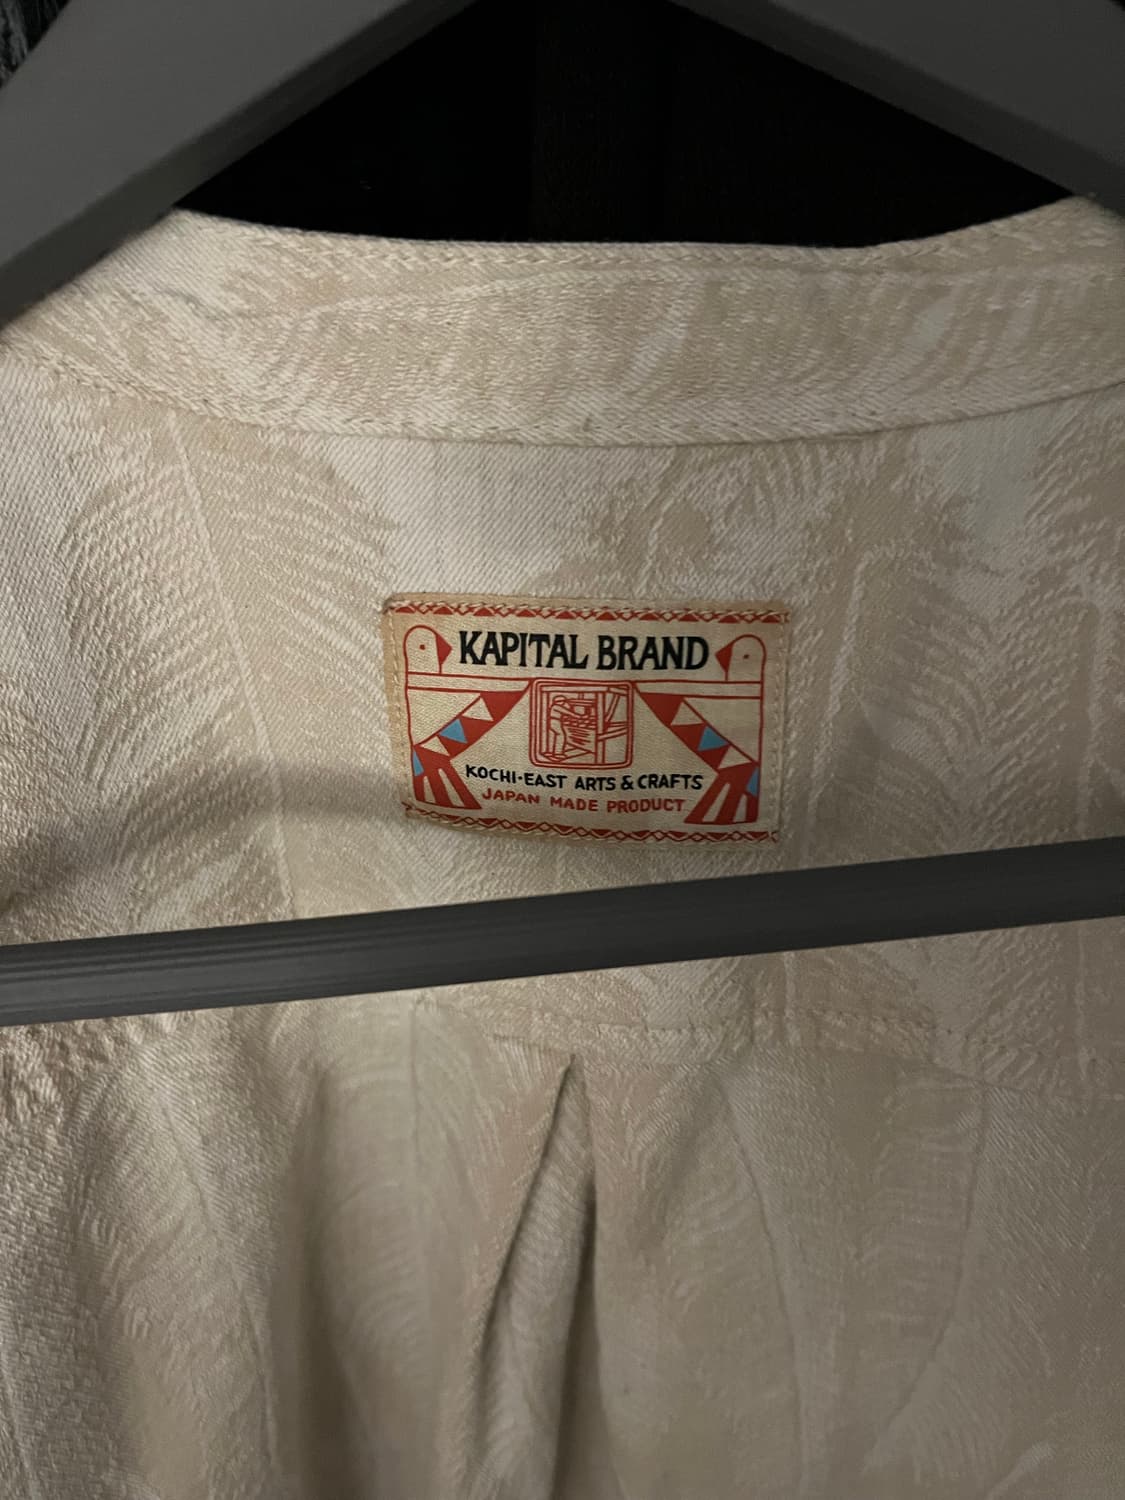 KAPITAL BRAND
KOCHI·EAST ARTS & CRAFTS
JAPAN MADE PRODUCT